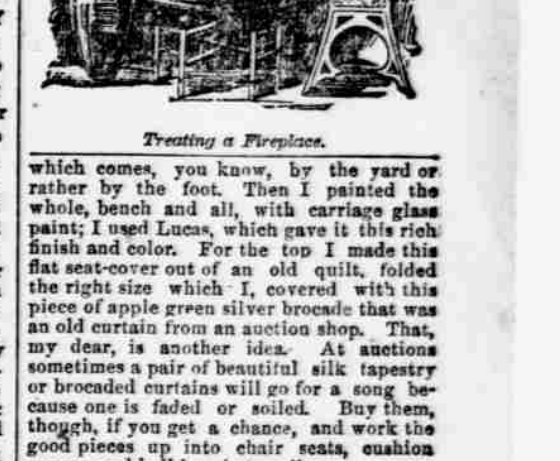 Treating a Fireplace.
which comes, you know, by the yard or
rather by the foot. Then I painted the
whole, bench and all, with carriage glass
paint; I used Lucas, which gave it this rich
finish and color. For the top I made this
flat seat-cover out of an old quilt, folded
the right size which I, covered with this
piece of apple green silver brocade that was
an old curtain from an auction shop. That,
my dear, is another idea. At auctions
sometimes a pair of beautiful silk tapestry
or brocaded curtains will go for a song be-
cause one is faded or soiled. Buy them,
though, if you get a chance, and work the
good pieces up into chair seats, cushion